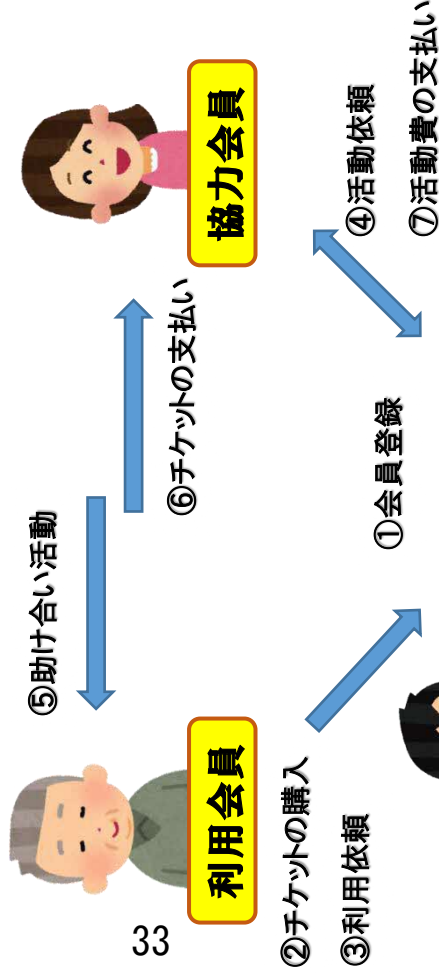 ⑤助け合い活動
⑥チケットの支払い
利用会員
協力会員
②チケットの購入
③利用依頼
①会員登録
④活動依頼
⑦活動費の支払い
33